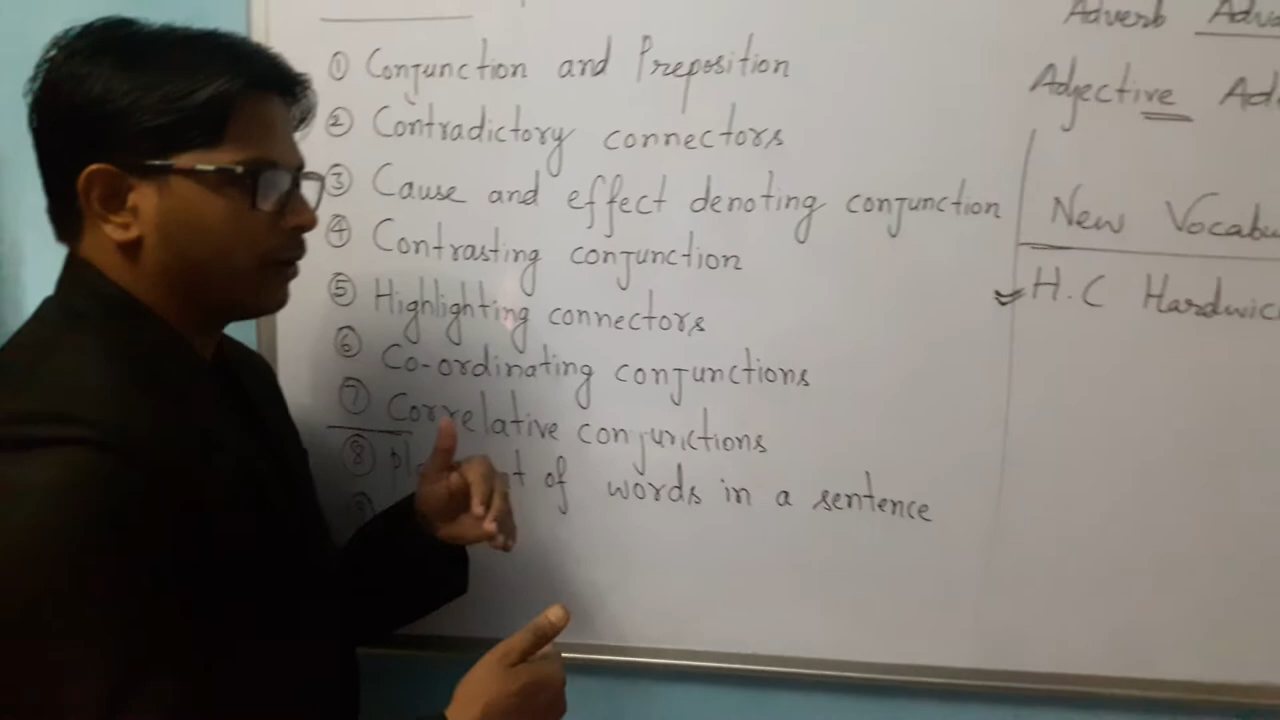 ① Conjunction and Preposition
② Contradictory connectors
③ Cause and effect denoting conjunction
④ Contrasting conjunction
⑤ Highlighting connectors
⑥ Co-ordinating conjunctions
⑦ Correlative conjunctions
⑧ of words in a sentence
Adverb
Adjective
New
H.C